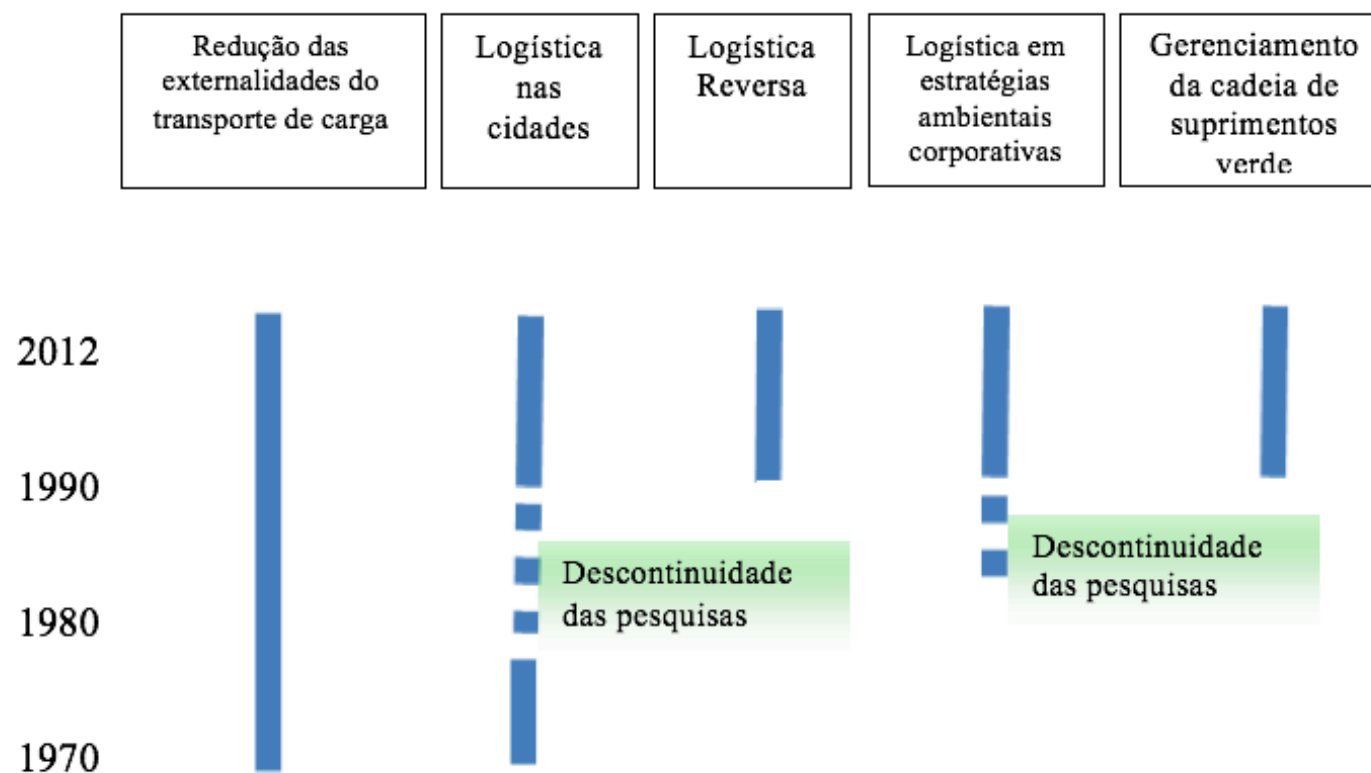 Redução das
externalidades do
transporte de carga
Logística
nas
cidades
Logística
Reversa
Logística em
estratégias
ambientais
corporativas
Gerenciamento
da cadeia de
suprimentos
verde
2012
1990
1980
1970
Descontinuidade
das pesquisas
Descontinuidade
das pesquisas